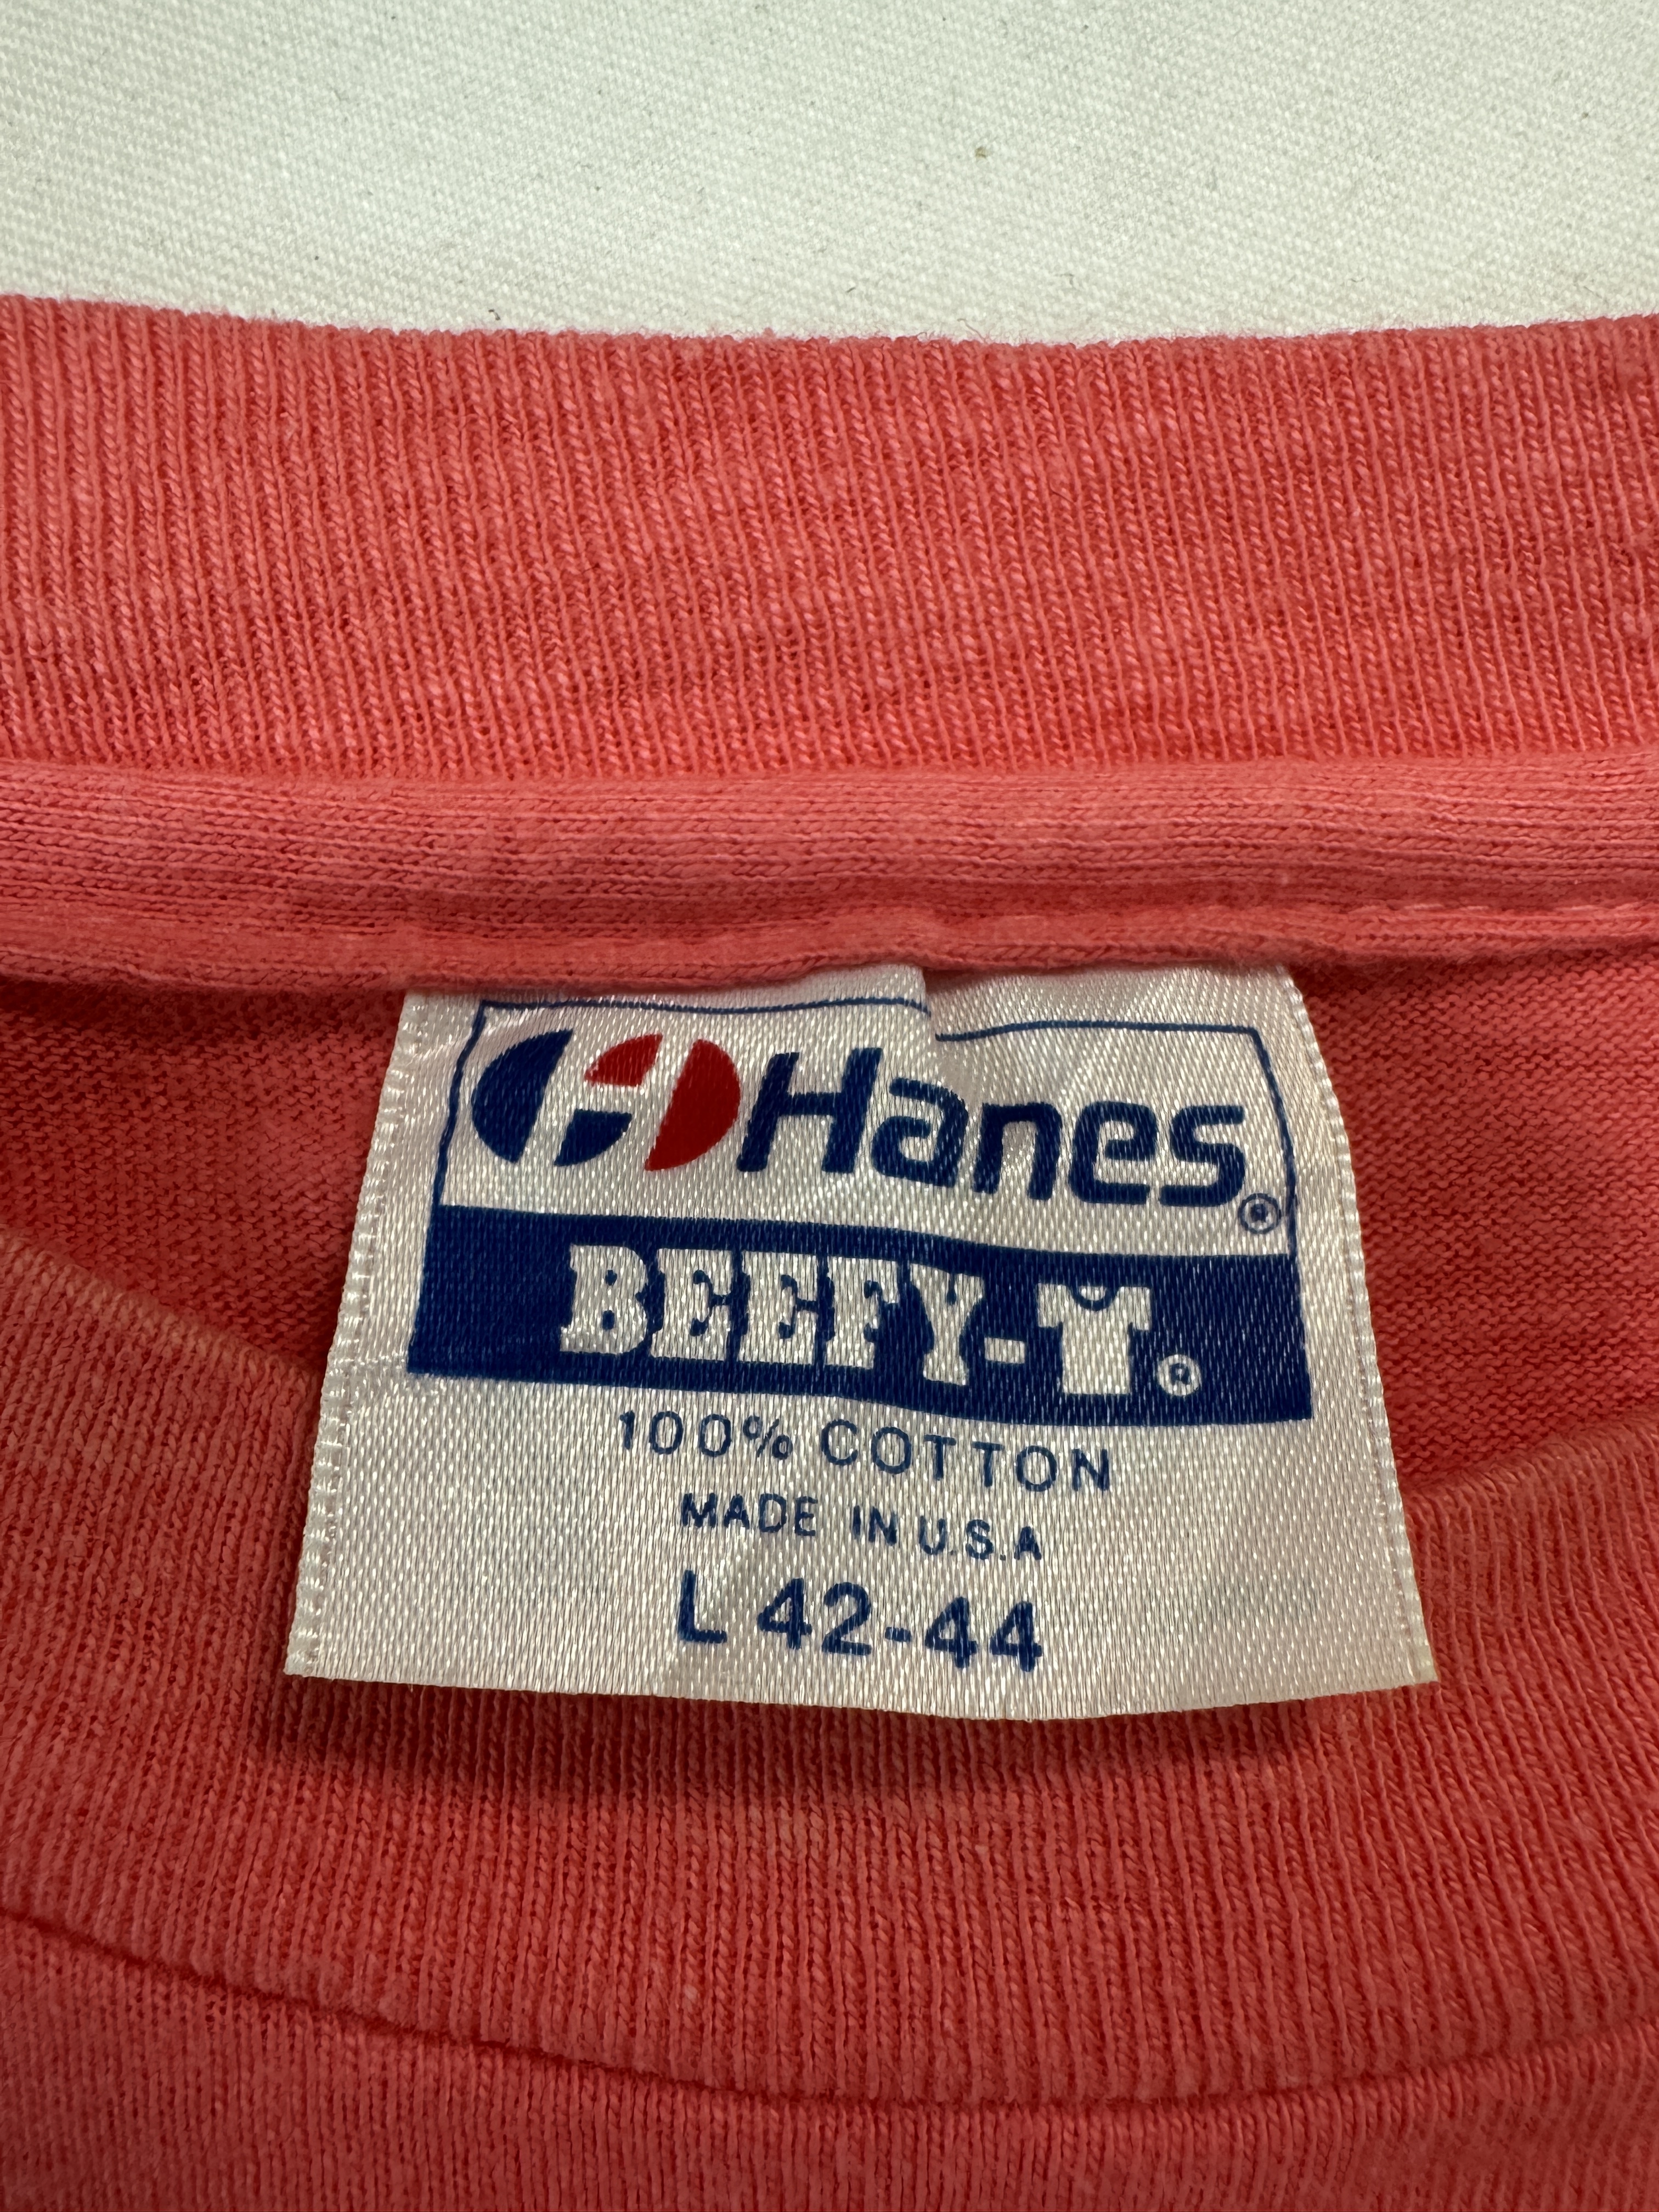 Hanes®
BEEFY-T®
100% COTTON
MADE IN U.S.A
L 42-44